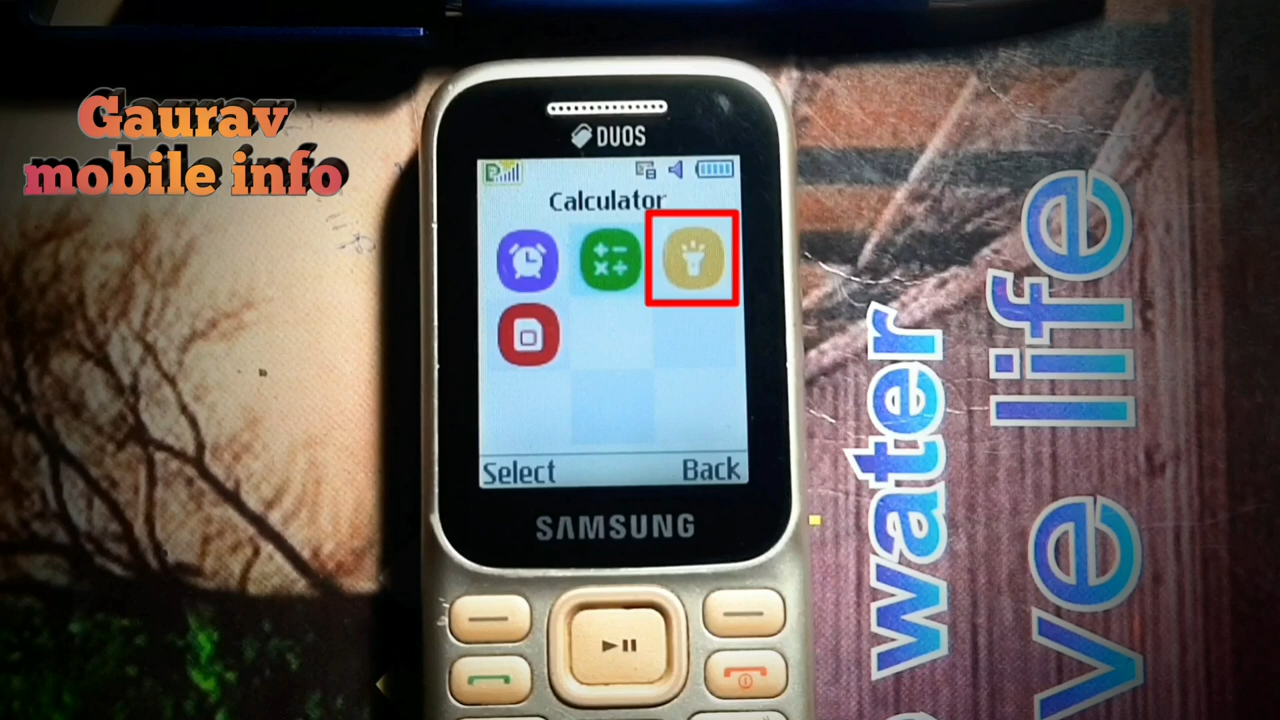 Gaurav
mobile info
DUOS
Calculator
Select Back
SAMSUNG
water
ve life